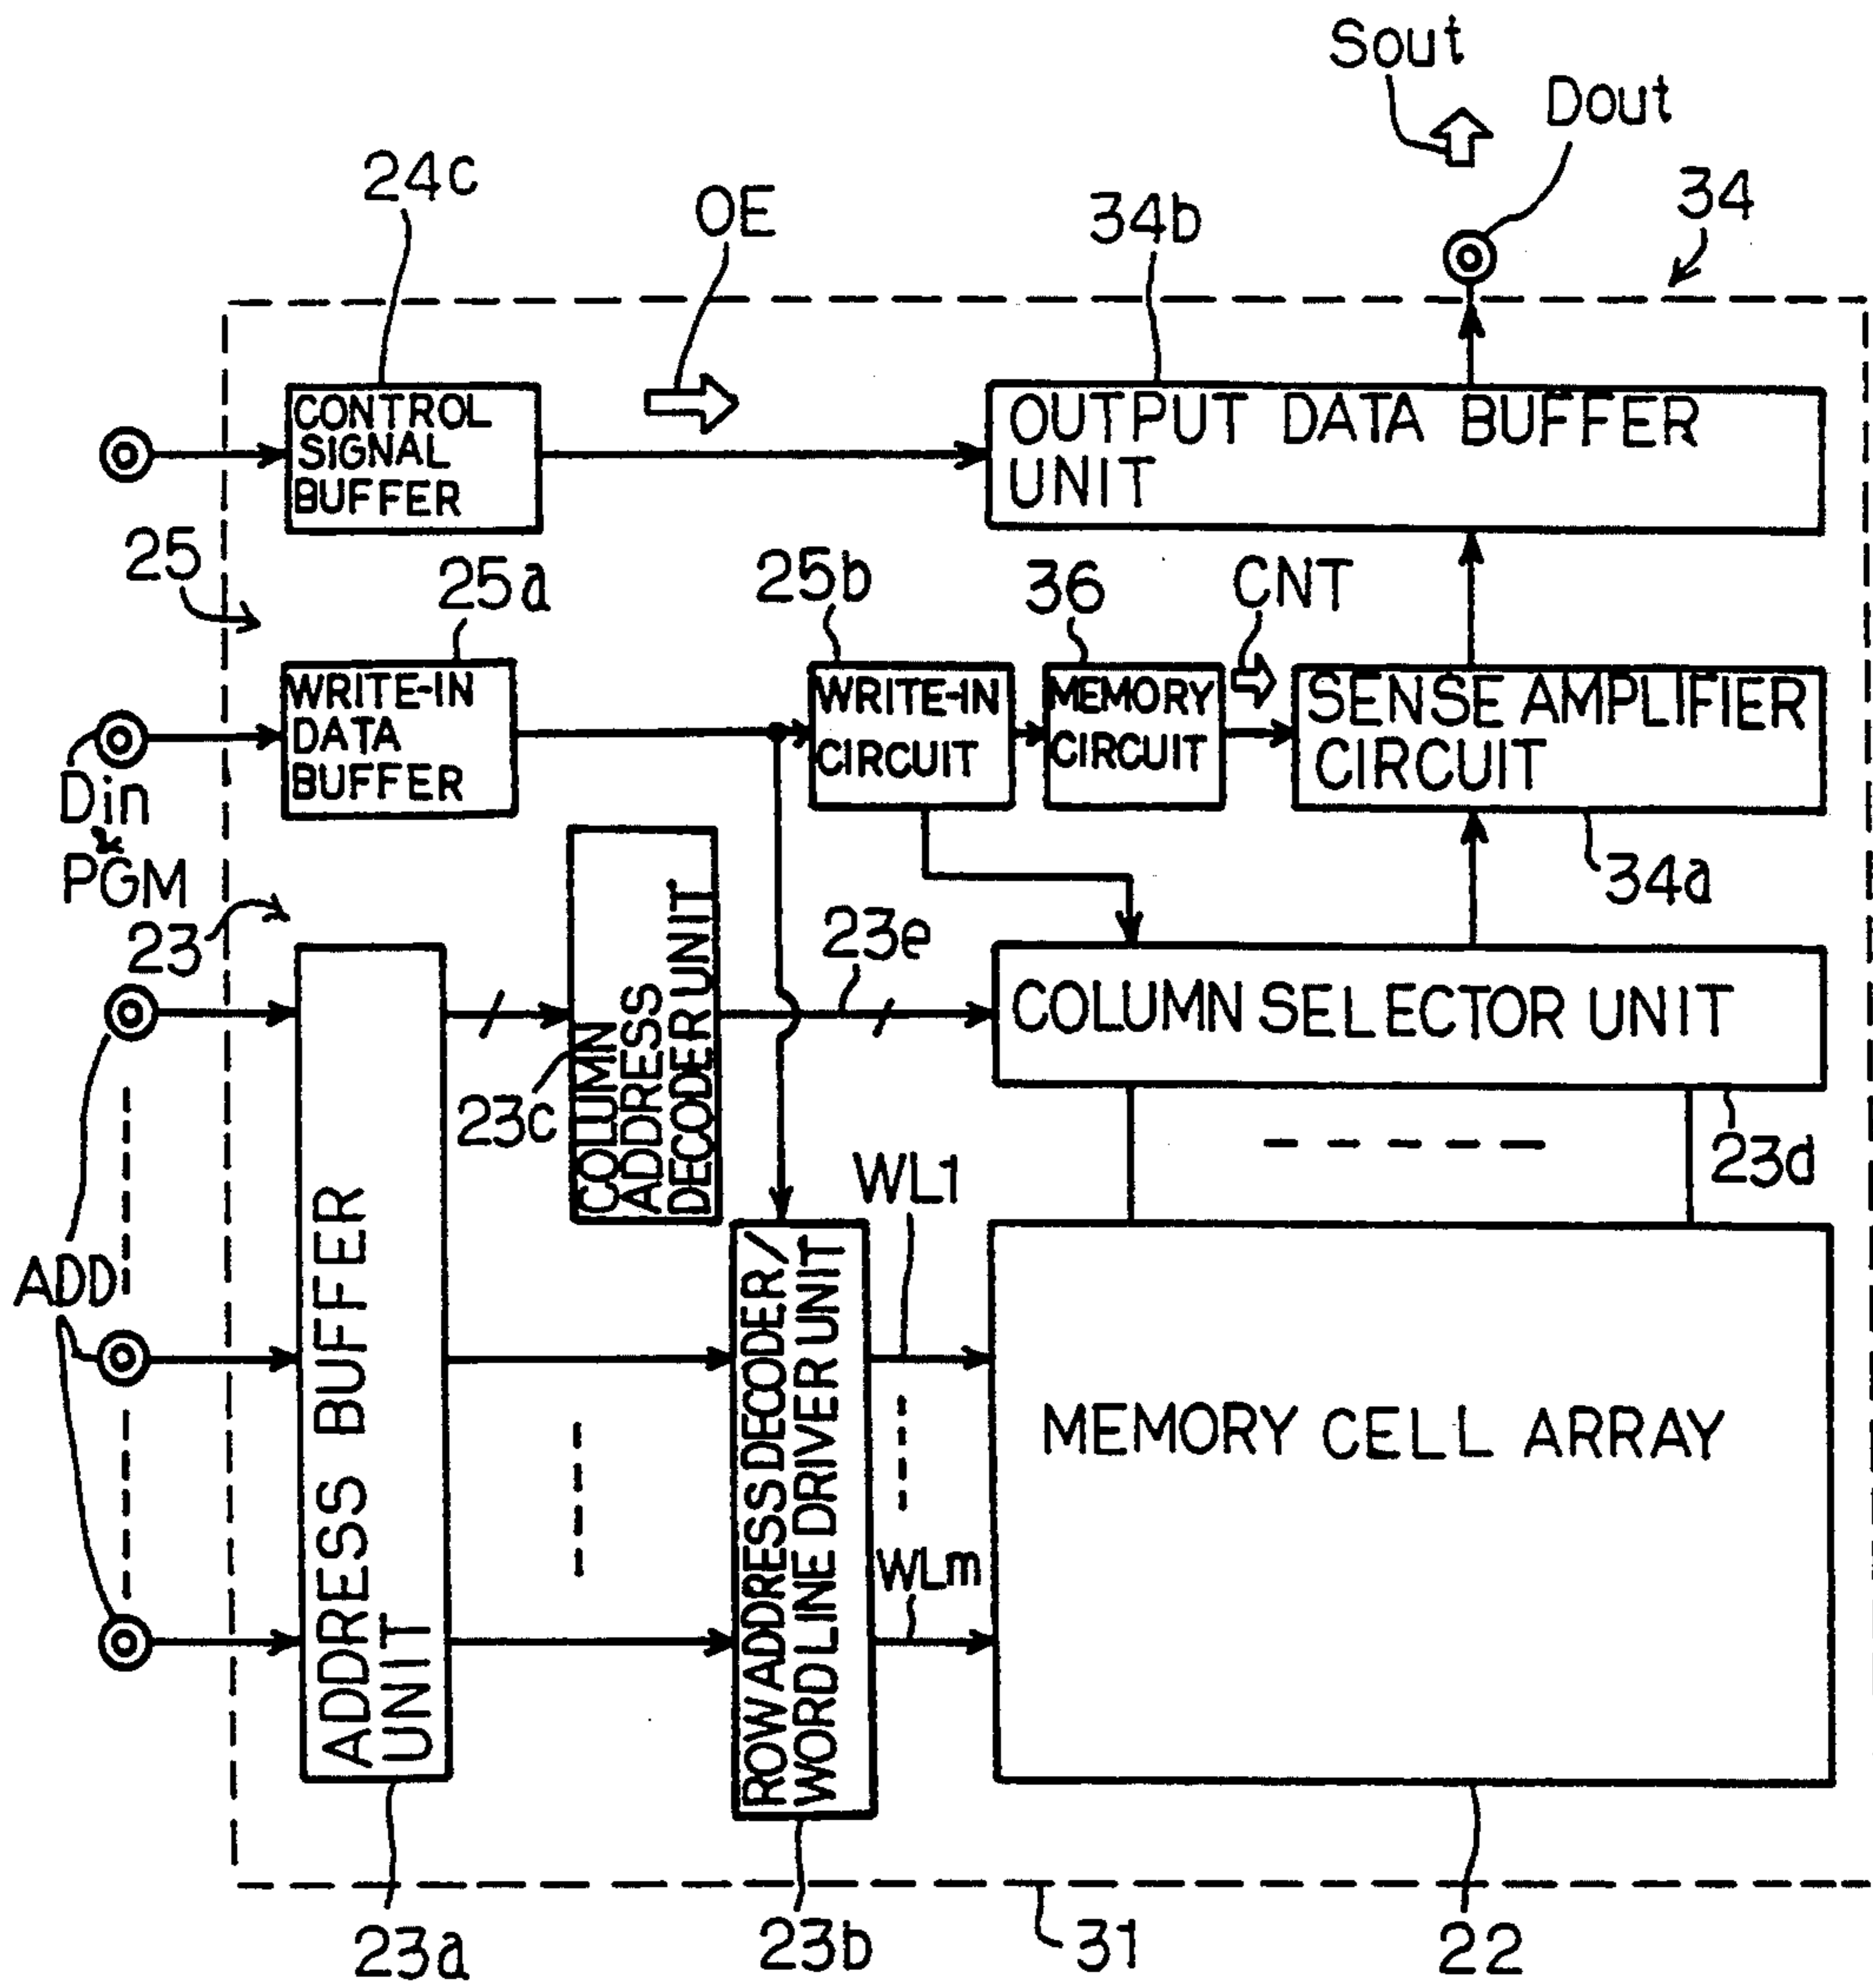 Sout
Dout
24c
OE
34b
34
CONTROL
SIGNAL
BUFFER
OUTPUT DATA BUFFER
UNIT
25
25a
25b
36
CNT
WRITE-IN
DATA
BUFFER
WRITE-IN
CIRCUIT
MEMORY
CIRCUIT
SENSE AMPLIFIER
CIRCUIT
Din
&
PGM
34a
23
23e
COLUMN
ADDRESS
DECODER UNIT
COLUMN SELECTOR UNIT
23c
23d
WL1
ADD
ADDRESS BUFFER
UNIT
ROW ADDRESS DECODER/
WORD LINE DRIVER UNIT
MEMORY CELL ARRAY
WLm
23a
23b
31
22